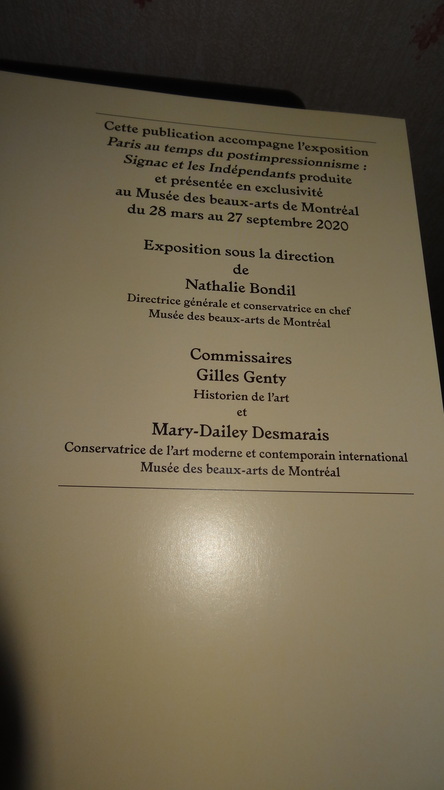 Cette publication accompagne l'exposition
Paris au temps du postimpressionnisme :
Signac et les Indépendants produite
et présentée en exclusivité
au Musée des beaux-arts de Montréal
du 28 mars au 27 septembre 2020
Exposition sous la direction
de
Nathalie Bondil
Directrice générale et conservatrice en chef
Musée des beaux-arts de Montréal
Commissaires
Gilles Genty
Historien de l'art
et
Mary-Dailey Desmarais
Conservatrice de l'art moderne et contemporain international
Musée des beaux-arts de Montréal